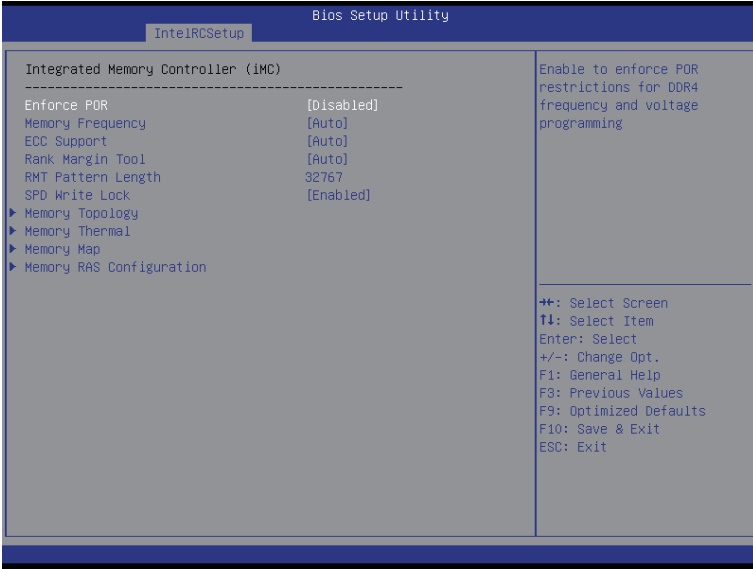 Bios Setup Utility
IntelRCSetup
Integrated Memory Controller (iMC)
--------------------------------------------------
Enforce POR [Disabled]
Memory Frequency [Auto]
ECC Support [Auto]
Rank Margin Tool [Auto]
RMT Pattern Length 32767
SPD Write Lock [Enabled]
Memory Topology
Memory Thermal
Memory Map
Memory RAS Configuration
Enable to enforce POR
restrictions for DDR4
frequency and voltage
programming
→←: Select Screen
↑↓: Select Item
Enter: Select
+/-: Change Opt.
F1: General Help
F3: Previous Values
F9: Optimized Defaults
F10: Save & Exit
ESC: Exit